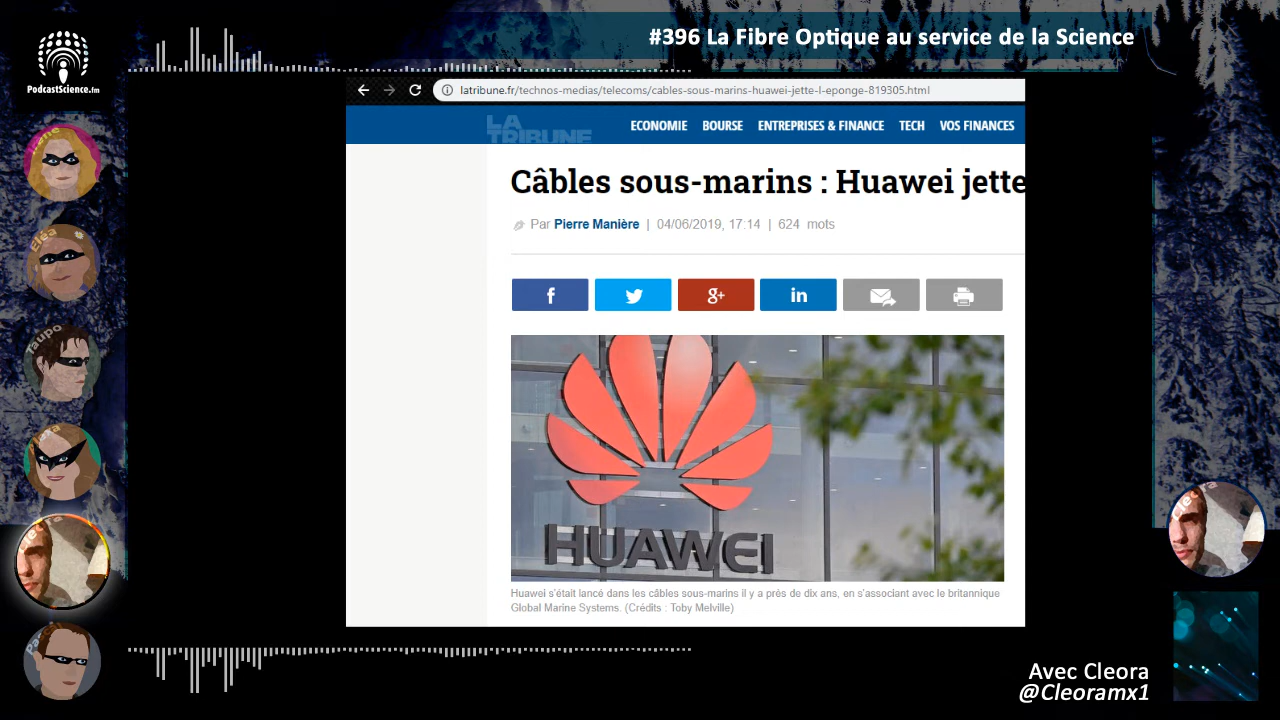 #396 La Fibre Optique au service de la Science
PodcastScience.fm
latribune.fr/technos-medias/telecoms/cables-sous-marins-huawei-jette-l-eponge-819305.html
LA TRIBUNE
ECONOMIE BOURSE ENTREPRISES & FINANCE TECH VOS FINANCES
Câbles sous-marins : Huawei jette
Par Pierre Manière | 04/06/2019, 17:14 | 624 mots
f g+ in
HUAWEI
Huawei s'était lancé dans les câbles sous-marins il y a près de dix ans, en s'associant avec le britannique
Global Marine Systems. (Crédits : Toby Melville)
Eléa
Taupo
Avec Cleora
@Cleoramx1